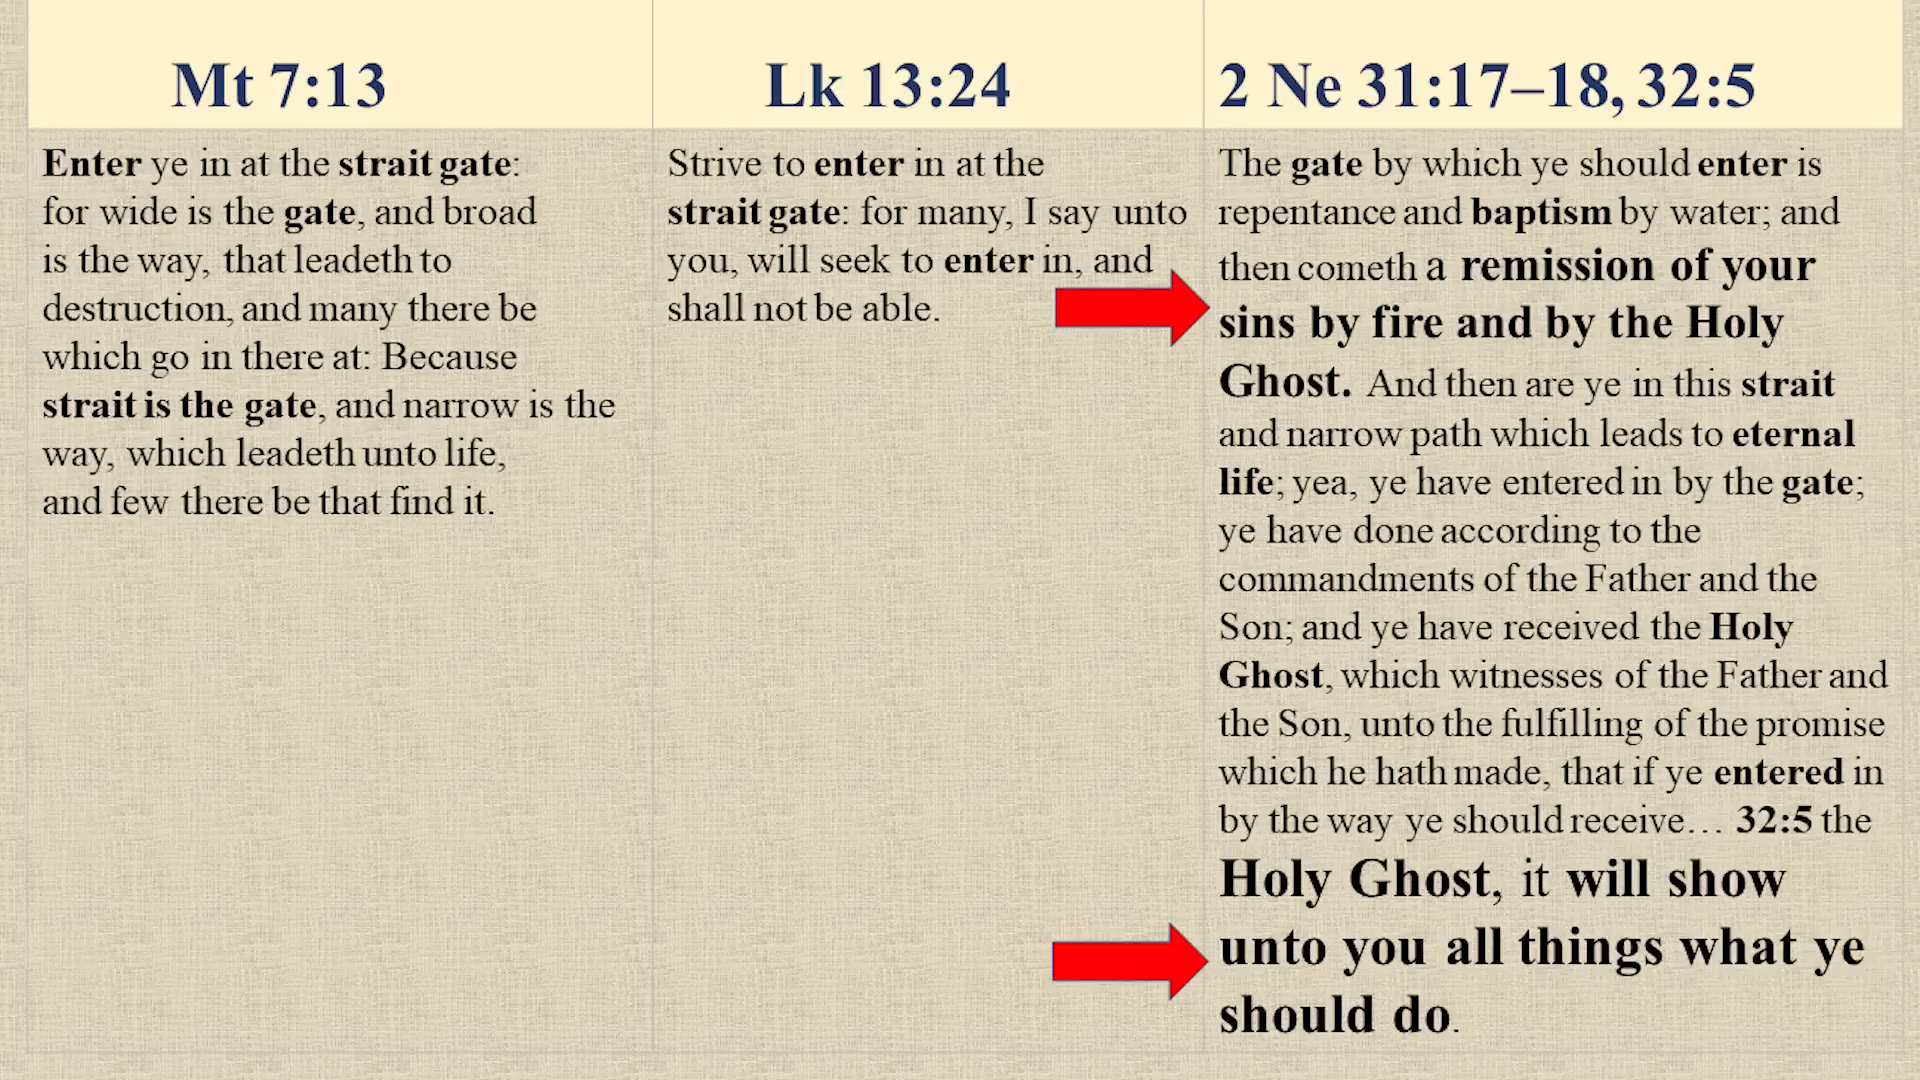 Mt 7:13
Enter ye in at the strait gate:
for wide is the gate, and broad
is the way, that leadeth to
destruction, and many there be
which go in there at: Because
strait is the gate, and narrow is the
way, which leadeth unto life,
and few there be that find it.
Lk 13:24
Strive to enter in at the
strait gate: for many, I say unto
you, will seek to enter in, and
shall not be able.
2 Ne 31:17–18, 32:5
The gate by which ye should enter is
repentance and baptism by water; and
then cometh a remission of your
sins by fire and by the Holy
Ghost. And then are ye in this strait
and narrow path which leads to eternal
life; yea, ye have entered in by the gate;
ye have done according to the
commandments of the Father and the
Son; and ye have received the Holy
Ghost, which witnesses of the Father and
the Son, unto the fulfilling of the promise
which he hath made, that if ye entered in
by the way ye should receive… 32:5 the
Holy Ghost, it will show
unto you all things what ye
should do.